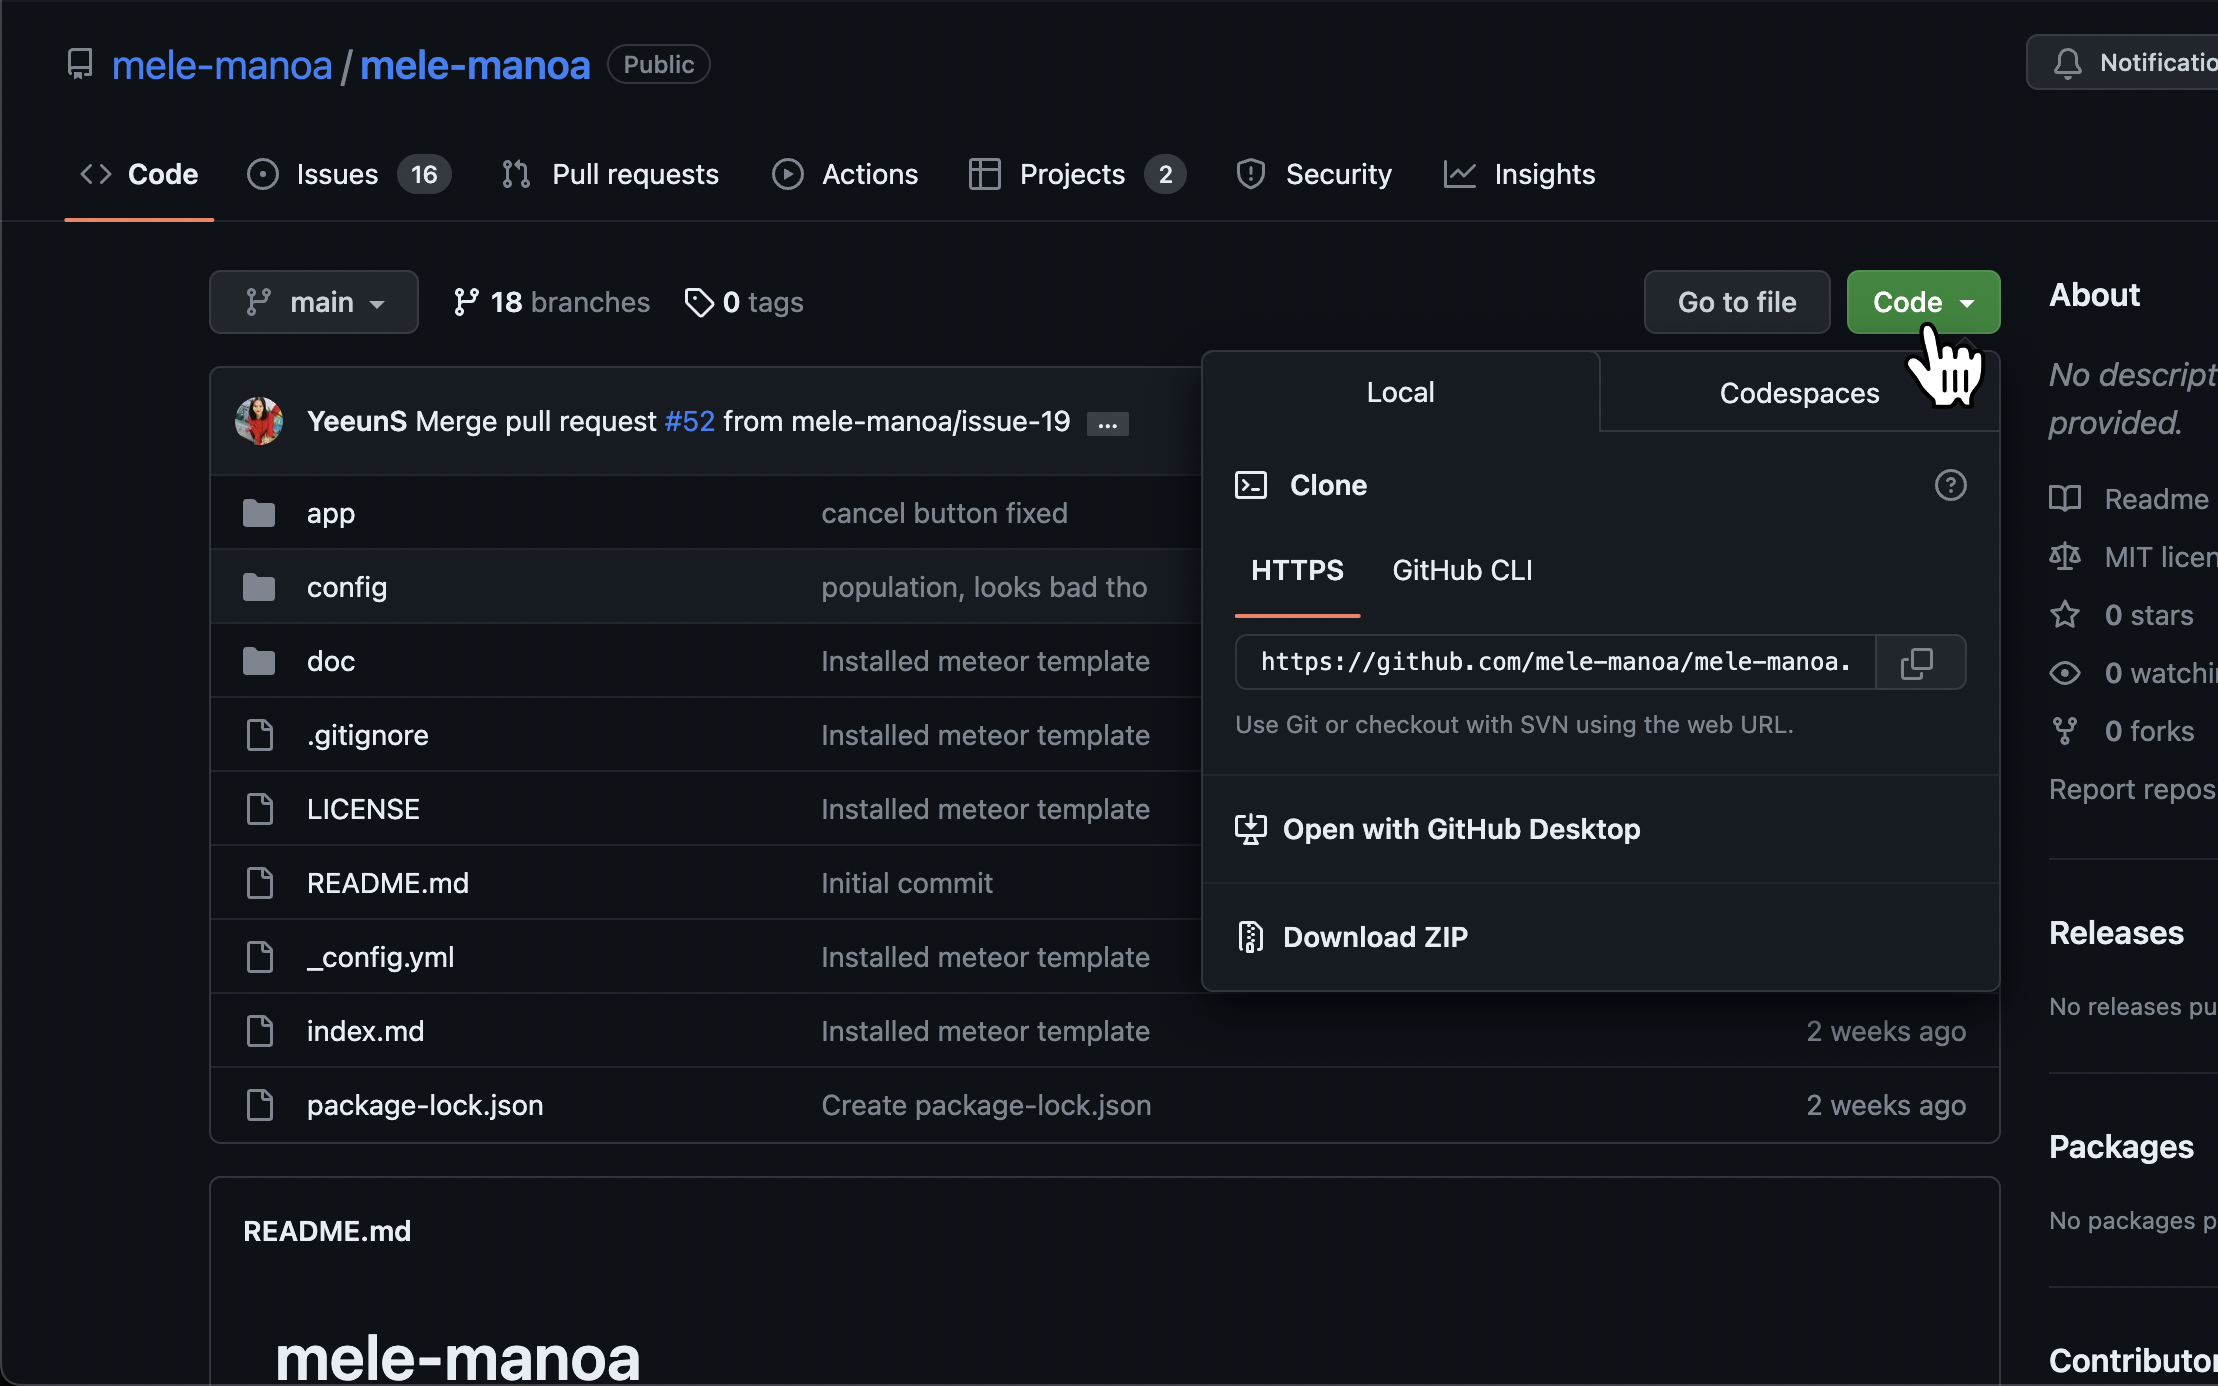 mele-manoa / mele-manoa Public
Notificatio
Code Issues 16 Pull requests Actions Projects 2 Security Insights
main 18 branches 0 tags Go to file Code
YeeunS Merge pull request #52 from mele-manoa/issue-19 ...
app cancel button fixed
config population, looks bad tho
doc Installed meteor template
.gitignore Installed meteor template
LICENSE Installed meteor template
README.md Initial commit
_config.yml Installed meteor template
index.md Installed meteor template 2 weeks ago
package-lock.json Create package-lock.json 2 weeks ago
Local Codespaces
Clone
HTTPS GitHub CLI
https://github.com/mele-manoa/mele-manoa.
Use Git or checkout with SVN using the web URL.
Open with GitHub Desktop
Download ZIP
README.md
mele-manoa
About
No descript
provided.
Readme
MIT licen
0 stars
0 watchin
0 forks
Report repos
Releases
No releases pu
Packages
No packages p
Contributor